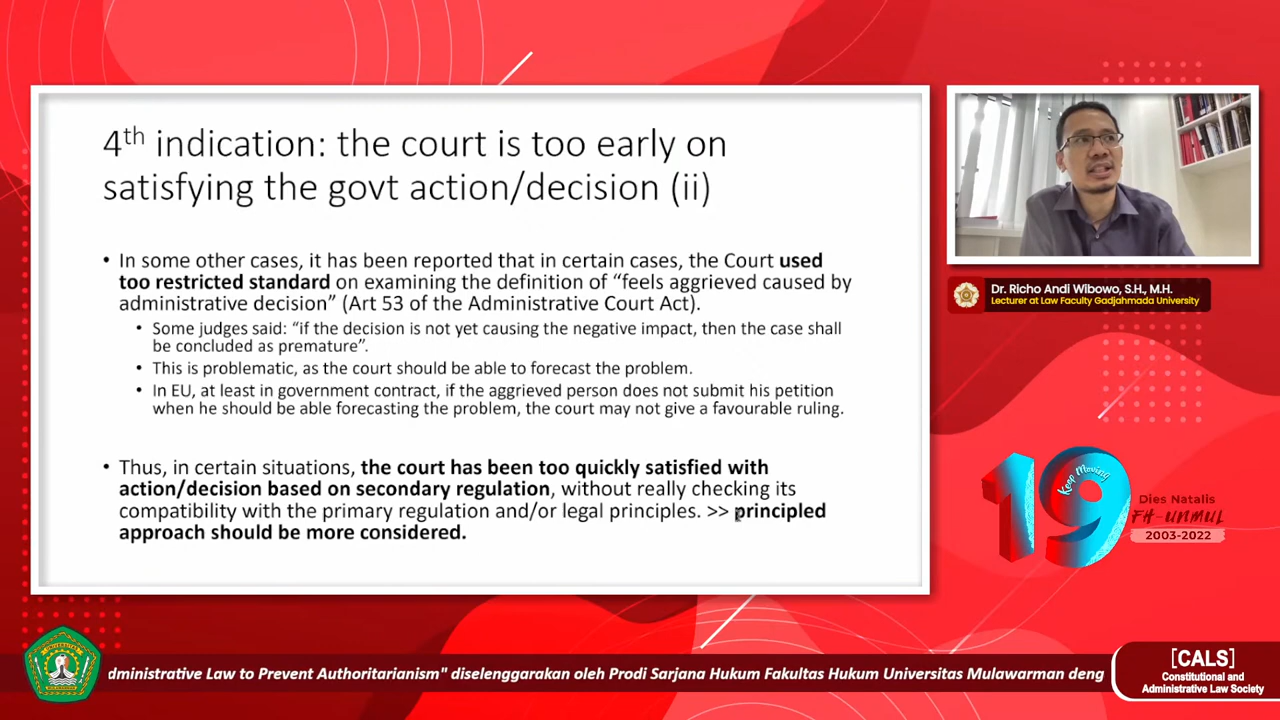 4th indication: the court is too early on
satisfying the govt action/decision (ii)
• In some other cases, it has been reported that in certain cases, the Court used
too restricted standard on examining the definition of “feels aggrieved caused by
administrative decision” (Art 53 of the Administrative Court Act).
• Some judges said: “if the decision is not yet causing the negative impact, then the case shall
be concluded as premature”.
• This is problematic, as the court should be able to forecast the problem.
• In EU, at least in government contract, if the aggrieved person does not submit his petition
when he should be able forecasting the problem, the court may not give a favourable ruling.
• Thus, in certain situations, the court has been too quickly satisfied with
action/decision based on secondary regulation, without really checking its
compatibility with the primary regulation and/or legal principles. >> principled
approach should be more considered.
Dr. Richo Andi Wibowo, S.H., M.H.
Lecturer at Law Faculty Gadjahmada University
19
Keep Moving
Dies Natalis
FH-UNMUL
2003-2022
dministrative Law to Prevent Authoritarianism" diselenggarakan oleh Prodi Sarjana Hukum Fakultas Hukum Universitas Mulawarman deng
[CALS]
Constitutional and
Administrative Law Society